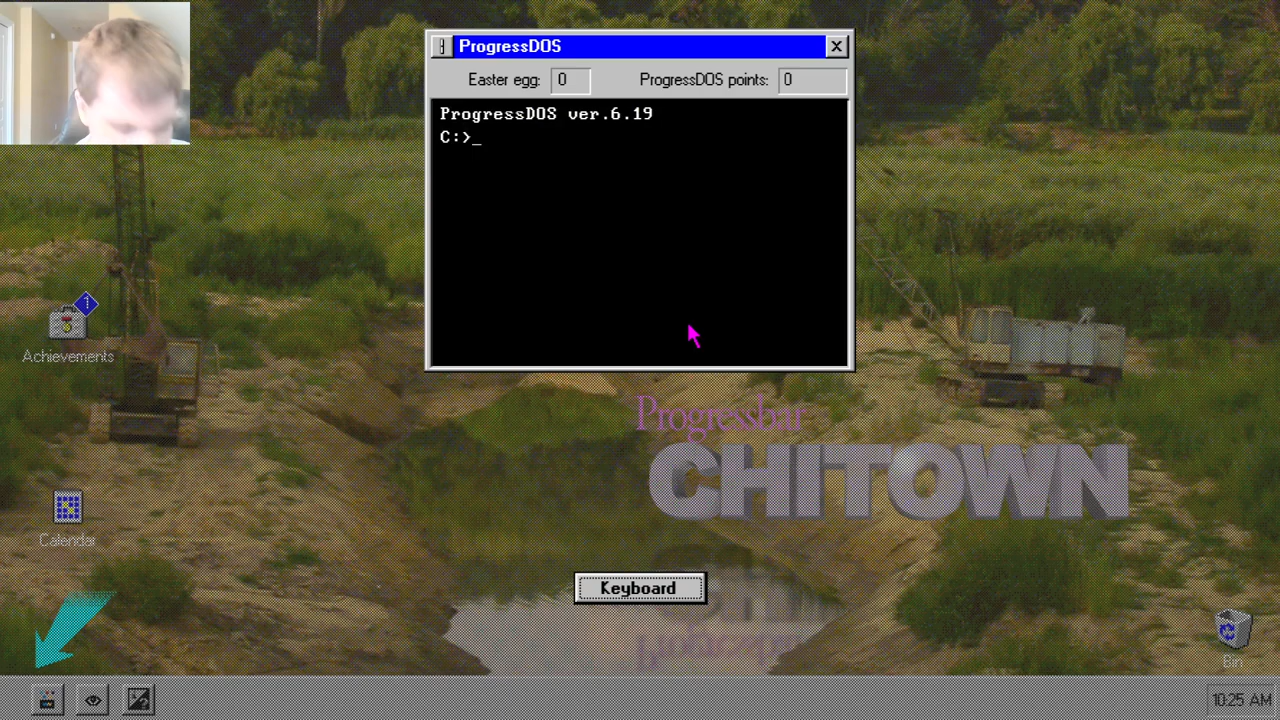 ProgressDOS
Easter egg: 0 ProgressDOS points: 0
ProgressDOS ver.6.19
C:>_
1
Achievements
Progressbar
CHITOWN
Calendar
Keyboard
Bin
10:25 AM